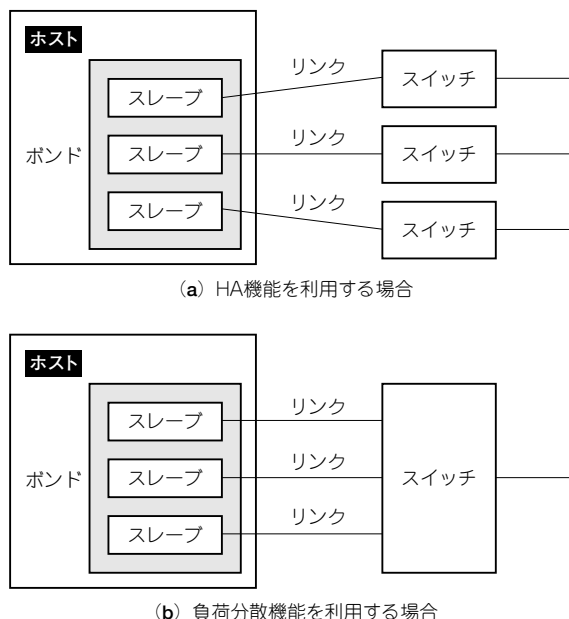 ホスト
リンク
スレーブ
スイッチ
リンク
ボンド
スレーブ
スイッチ
リンク
スレーブ
スイッチ
(a) HA機能を利用する場合
ホスト
リンク
スレーブ
リンク
ボンド
スレーブ
スイッチ
リンク
スレーブ
(b) 負荷分散機能を利用する場合